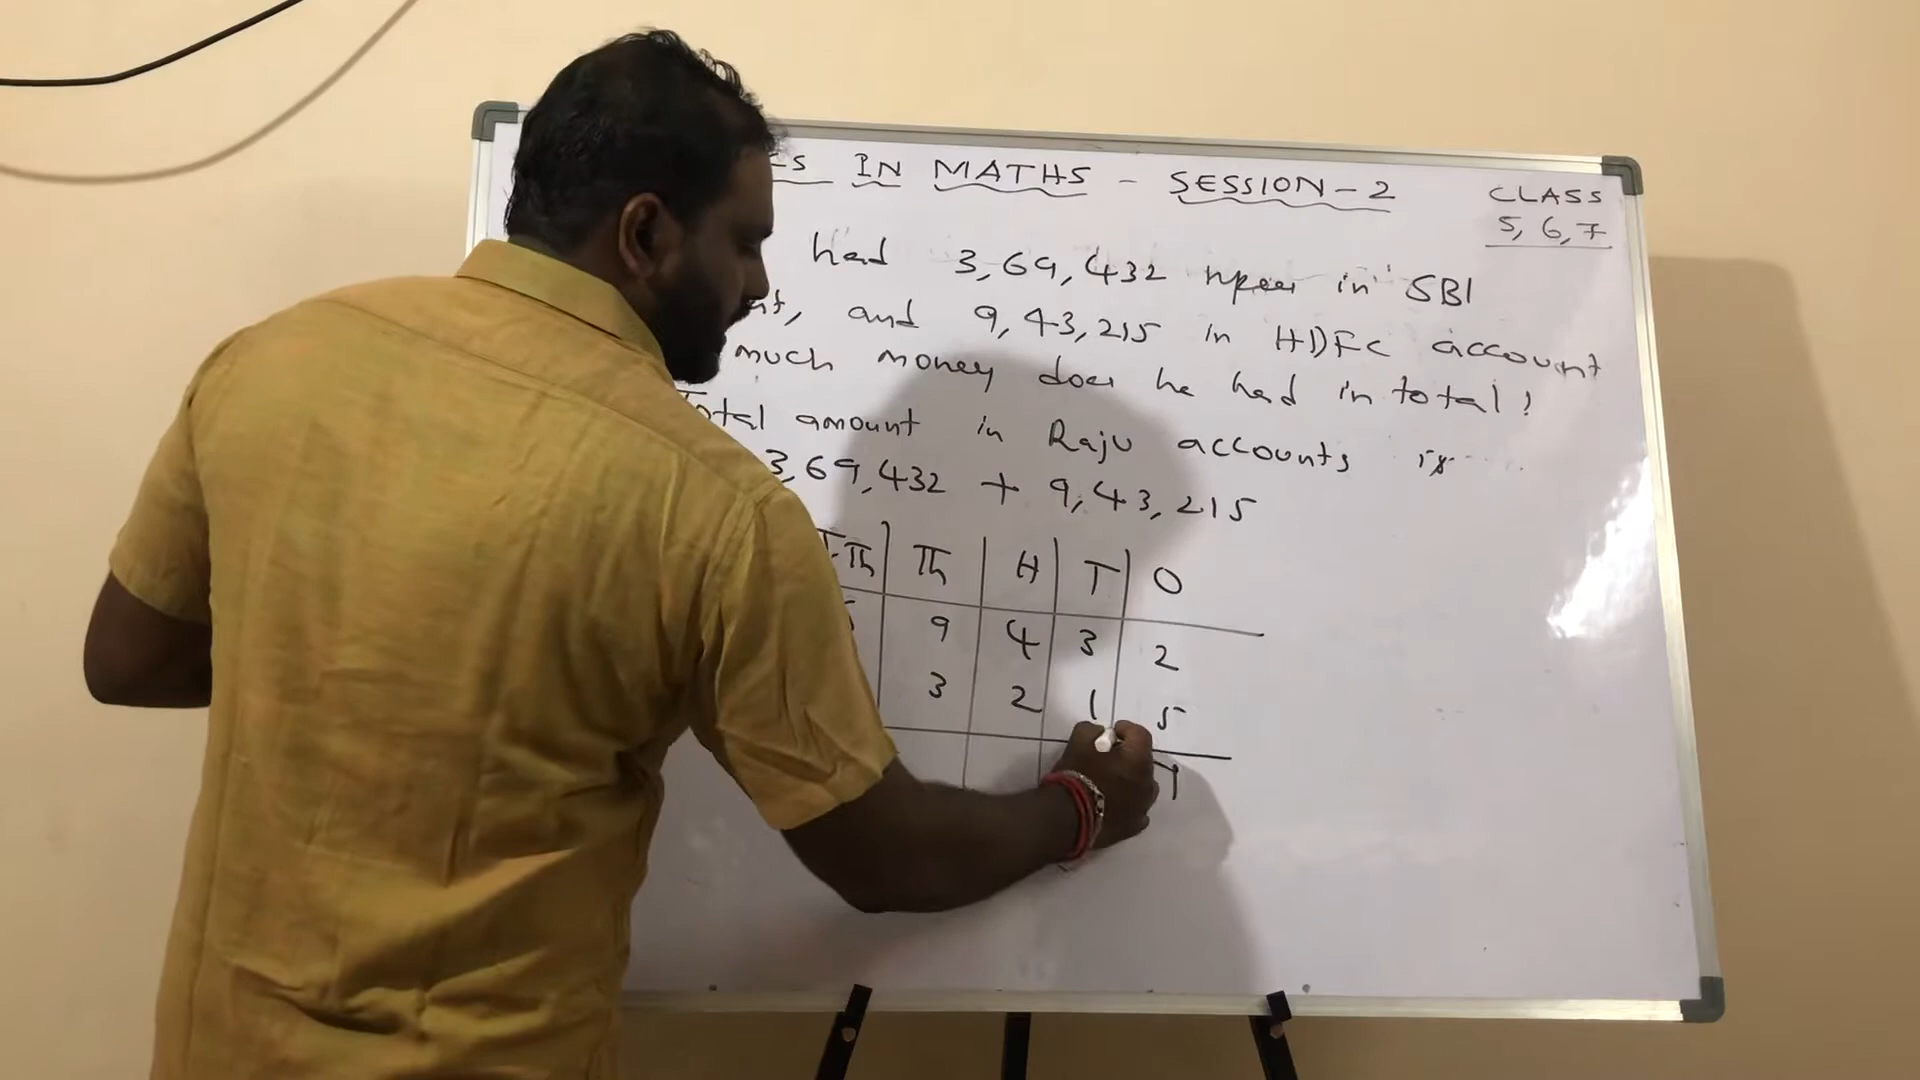 IN MATHS - SESSION-2
CLASS
5, 6, 7
had 3,69,432 in SBI
and 9,43,215 in HDFC account
much money does he had in total!
Total amount in Raju accounts is
3,69,432 + 9,43,215
T-Th Th H T O
9 4 3 2
3 2 1 5
7